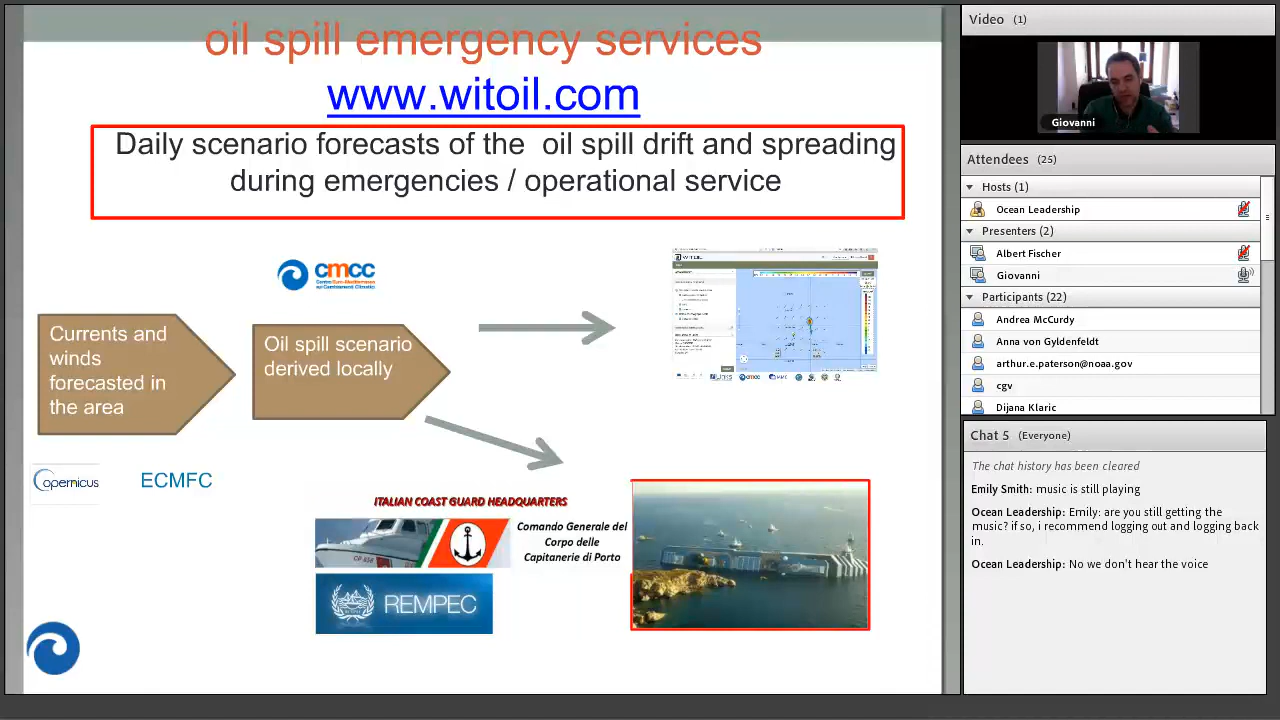 oil spill emergency services
www.witoil.com
Daily scenario forecasts of the oil spill drift and spreading
during emergencies / operational service
cmcc
Currents and
winds
forecasted in
the area
Oil spill scenario
derived locally
WITOIL
Copernicus
ECMFC
ITALIAN COAST GUARD HEADQUARTERS
Comando Generale del
Corpo delle
Capitanerie di Porto
REMPEC
Video (1)
Giovanni
Attendees (25)
Hosts (1)
Ocean Leadership
Presenters (2)
Albert Fischer
Giovanni
Participants (22)
Andrea McCurdy
Anna von Gyldenfeldt
arthur.e.paterson@noaa.gov
cgv
Dijana Klaric
Chat 5 (Everyone)
The chat history has been cleared
Emily Smith: music is still playing
Ocean Leadership: Emily: are you still getting the
music? if so, i recommend logging out and logging back
in.
Ocean Leadership: No we don't hear the voice